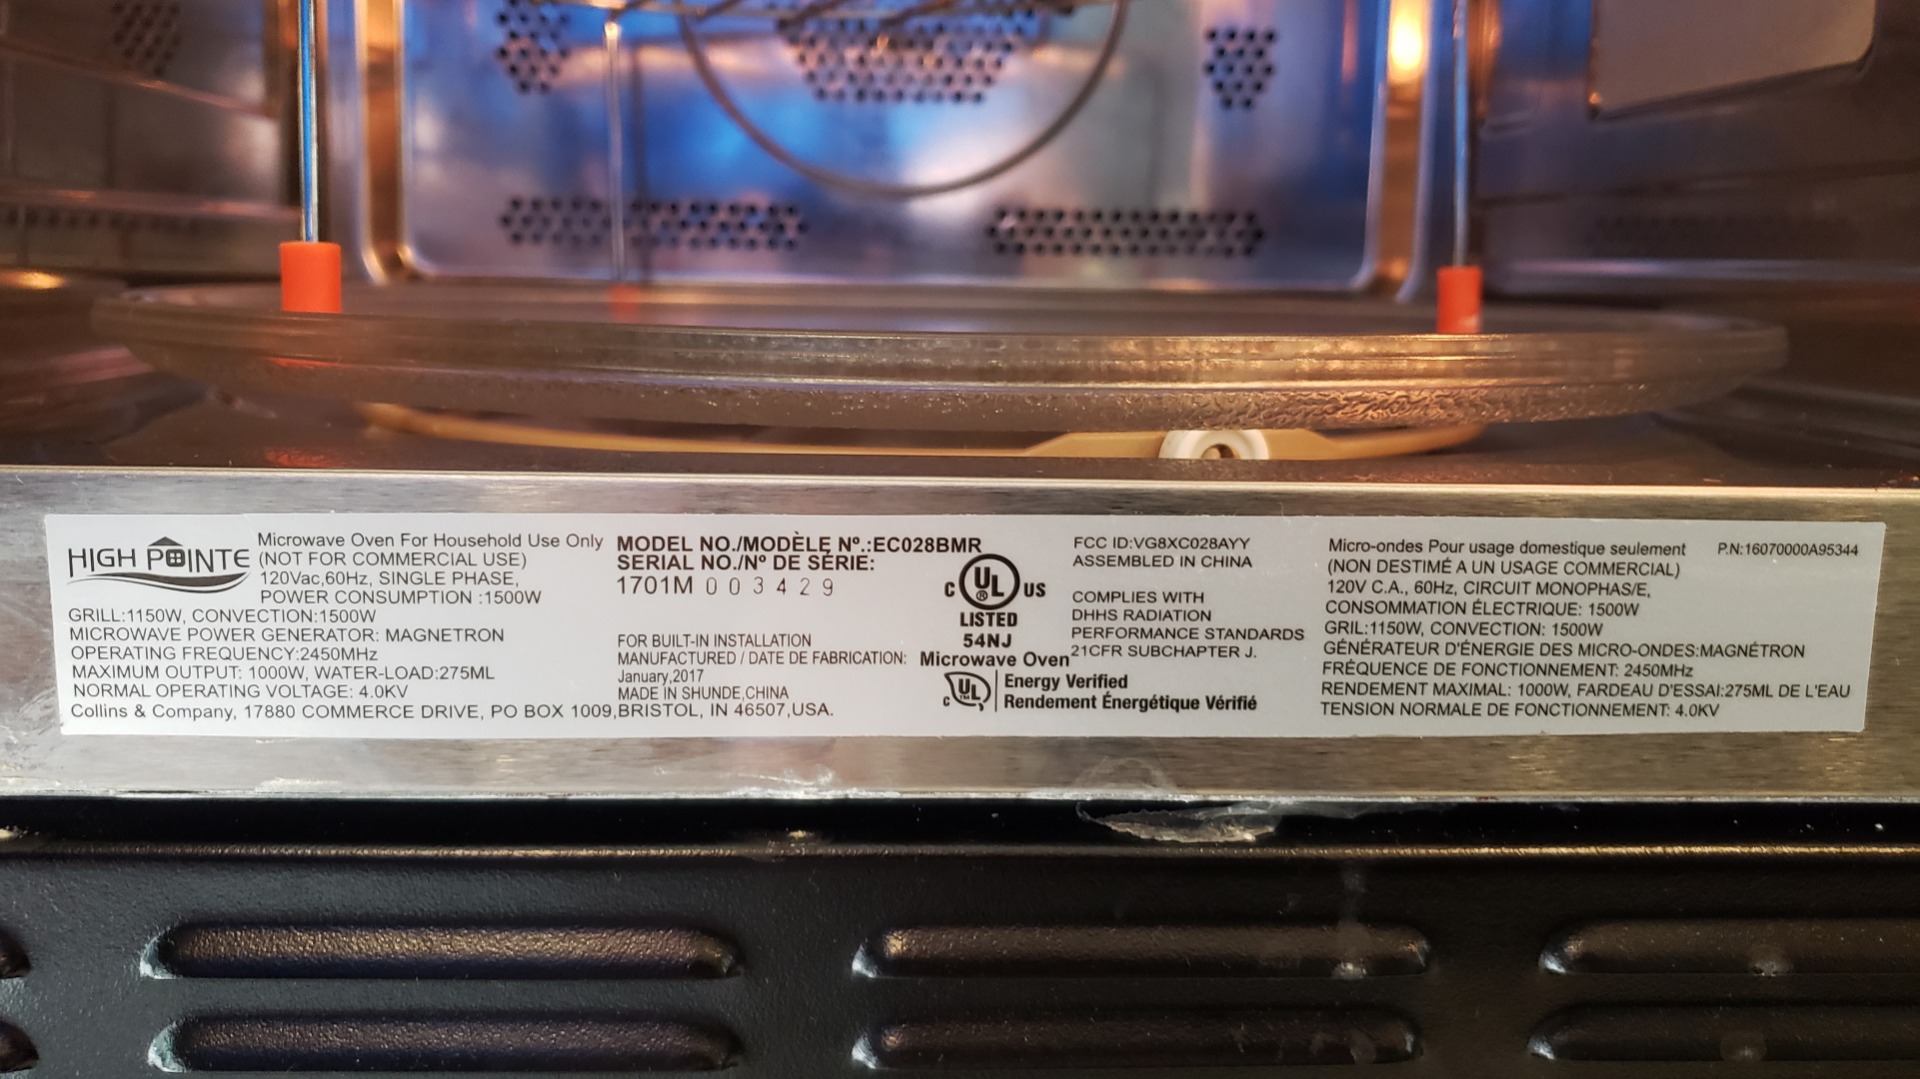 HIGH POINTE
Microwave Oven For Household Use Only
(NOT FOR COMMERCIAL USE)
120Vac,60Hz, SINGLE PHASE,
POWER CONSUMPTION :1500W
GRILL:1150W, CONVECTION:1500W
MICROWAVE POWER GENERATOR: MAGNETRON
OPERATING FREQUENCY:2450MHz
MAXIMUM OUTPUT: 1000W, WATER-LOAD:275ML
NORMAL OPERATING VOLTAGE: 4.0KV
Collins & Company, 17880 COMMERCE DRIVE, PO BOX 1009,BRISTOL, IN 46507,USA.
MODEL NO./MODÈLE Nº.:EC028BMR
SERIAL NO./Nº DE SÉRIE:
1701M 003429
FOR BUILT-IN INSTALLATION
MANUFACTURED / DATE DE FABRICATION:
January,2017
MADE IN SHUNDE,CHINA
C UL ® US
LISTED
54NJ
Microwave Oven
C UL Energy Verified
Rendement Énergétique Vérifié
FCC ID:VG8XC028AYY
ASSEMBLED IN CHINA
COMPLIES WITH
DHHS RADIATION
PERFORMANCE STANDARDS
21CFR SUBCHAPTER J.
Micro-ondes Pour usage domestique seulement
(NON DESTIMÉ A UN USAGE COMMERCIAL)
120V C.A., 60Hz, CIRCUIT MONOPHAS/E,
CONSOMMATION ÉLECTRIQUE: 1500W
GRIL:1150W, CONVECTION: 1500W
GÉNÉRATEUR D'ÉNERGIE DES MICRO-ONDES:MAGNÉTRON
FRÉQUENCE DE FONCTIONNEMENT: 2450MHz
RENDEMENT MAXIMAL: 1000W, FARDEAU D'ESSAI:275ML DE L'EAU
TENSION NORMALE DE FONCTIONNEMENT: 4.0KV
P.N:16070000A95344